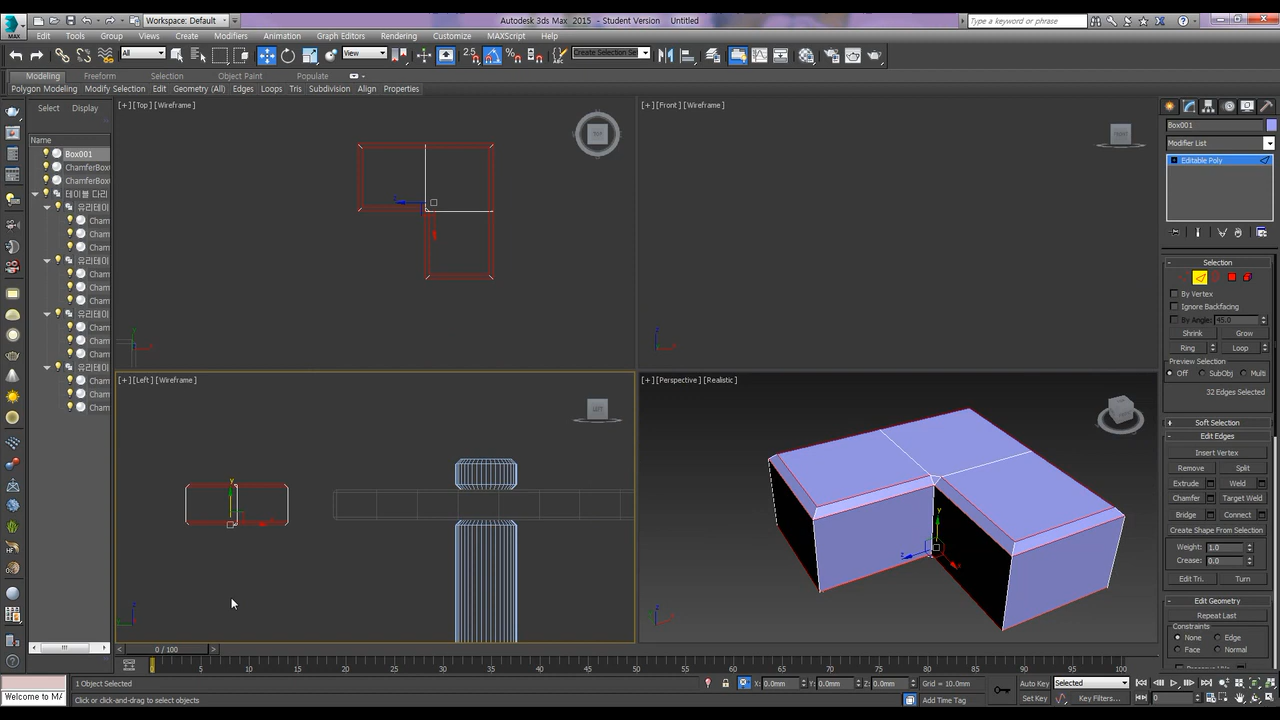 MAX
Workspace: Default
Autodesk 3ds Max 2015 - Student Version    Untitled
Type a keyword or phrase
Edit Tools Group Views Create Modifiers Animation Graph Editors Rendering Customize MAXScript Help
All
View
2.5
Create Selection Se
Modeling Freeform Selection Object Paint Populate
Polygon Modeling Modify Selection Edit Geometry (All) Edges Loops Tris Subdivision Align Properties
Select Display
Name
Box001
ChamferBox
ChamferBox
테이블 다리
유리테이
Cham
Cham
Cham
유리테이
Cham
Cham
Cham
유리테이
Cham
Cham
Cham
유리테이
Cham
Cham
Cham
[+] [Top] [Wireframe]
TOP
[+] [Front] [Wireframe]
FRONT
[+] [Left] [Wireframe]
LEFT
[+] [Perspective] [Realistic]
Box001
Modifier List
Editable Poly
Selection
By Vertex
Ignore Backfacing
By Angle: 45.0
Shrink Grow
Ring Loop
Preview Selection
Off SubObj Multi
32 Edges Selected
Soft Selection
Edit Edges
Insert Vertex
Remove Split
Extrude Weld
Chamfer Target Weld
Bridge Connect
Create Shape From Selection
Weight: 1.0
Crease: 0.0
Edit Tri. Turn
Edit Geometry
Repeat Last
Constraints
None Edge
Face Normal
0 / 100
0 5 10 15 20 25 30 35 40 45 50 55 60 65 70 75 80 85 90 95 100
1 Object Selected
X: 0.0mm Y: 0.0mm Z: 0.0mm Grid = 10.0mm
Auto Key Selected
Welcome to MA
Click or click-and-drag to select objects
Add Time Tag
Set Key Key Filters...
0